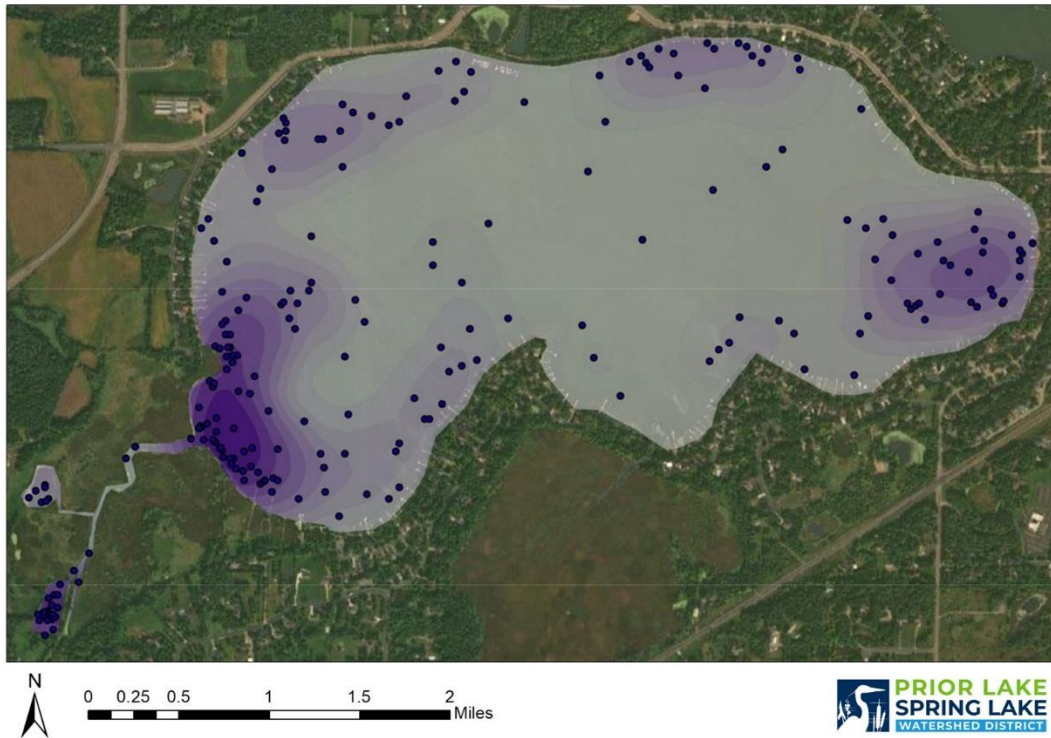 N
0 0.25 0.5 1 1.5 2
Miles
PRIOR LAKE
SPRING LAKE
WATERSHED DISTRICT